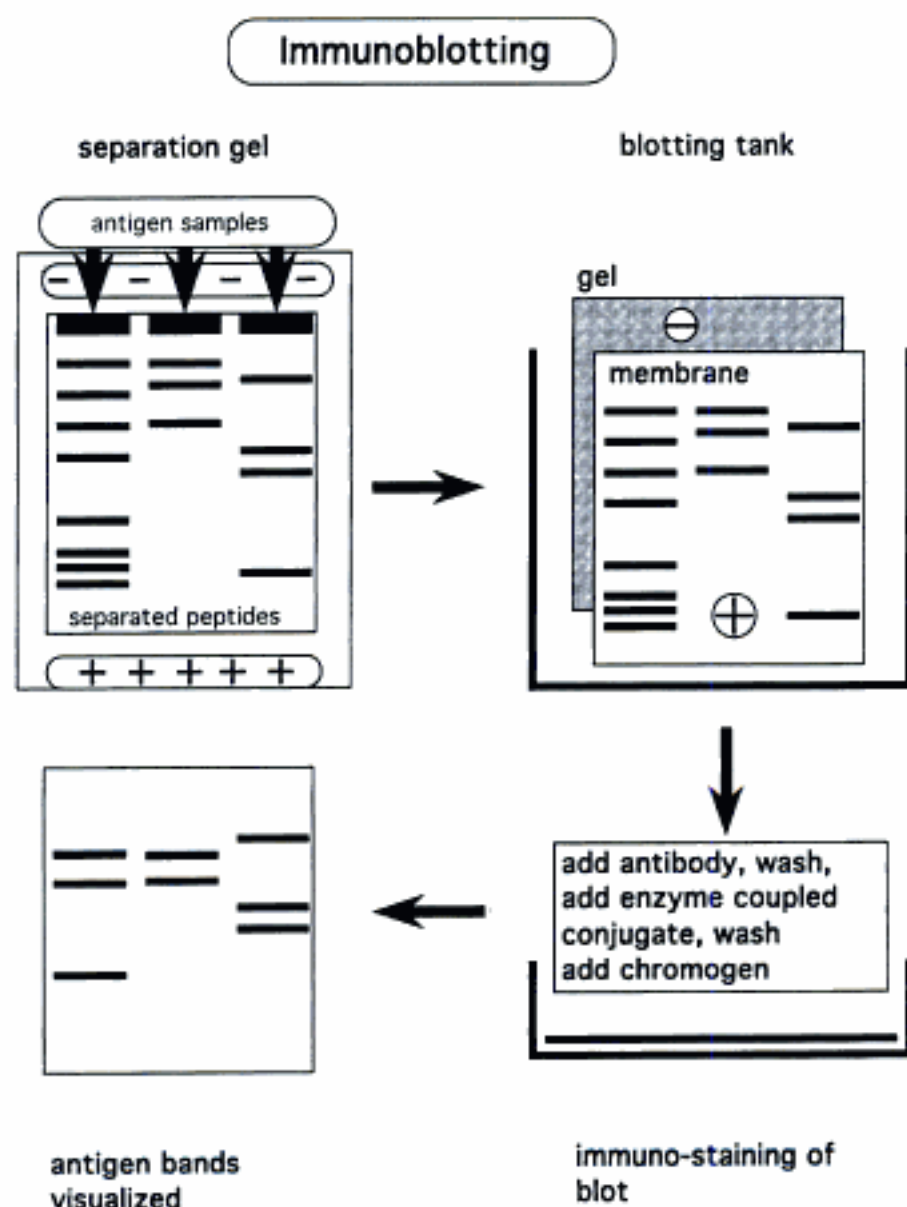 Immunoblotting
separation gel
blotting tank
antigen samples
− − − −
gel
−
membrane
separated peptides
+
+ + + + +
add antibody, wash,
add enzyme coupled
conjugate, wash
add chromogen
antigen bands
visualized
immuno-staining of
blot